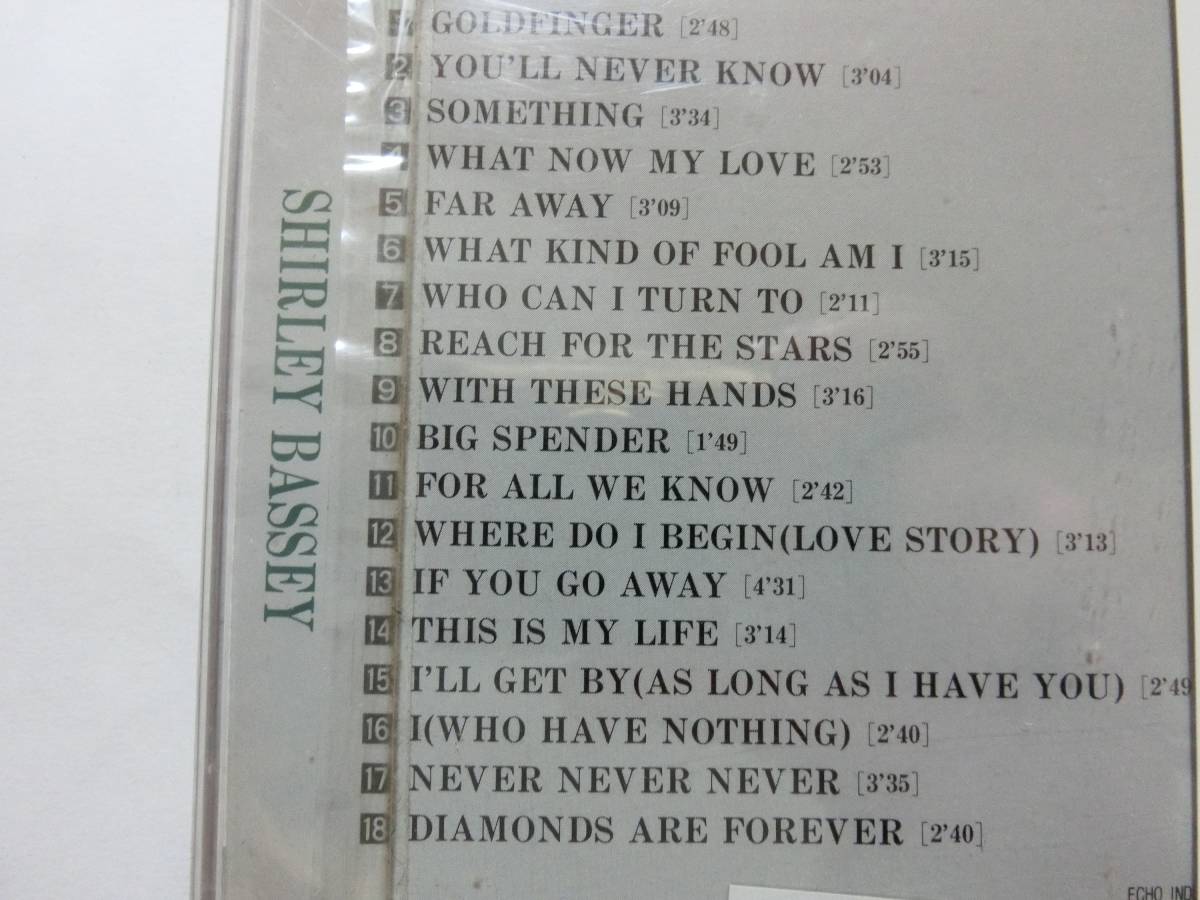 SHIRLEY BASSEY
1 GOLDFINGER [2'48]
2 YOU'LL NEVER KNOW [3'04]
3 SOMETHING [3'34]
4 WHAT NOW MY LOVE [2'53]
5 FAR AWAY [3'09]
6 WHAT KIND OF FOOL AM I [3'15]
7 WHO CAN I TURN TO [2'11]
8 REACH FOR THE STARS [2'55]
9 WITH THESE HANDS [3'16]
10 BIG SPENDER [1'49]
11 FOR ALL WE KNOW [2'42]
12 WHERE DO I BEGIN(LOVE STORY) [3'13]
13 IF YOU GO AWAY [4'31]
14 THIS IS MY LIFE [3'14]
15 I'LL GET BY(AS LONG AS I HAVE YOU) [2'49
16 I(WHO HAVE NOTHING) [2'40]
17 NEVER NEVER NEVER [3'35]
18 DIAMONDS ARE FOREVER [2'40]
ECHO IND